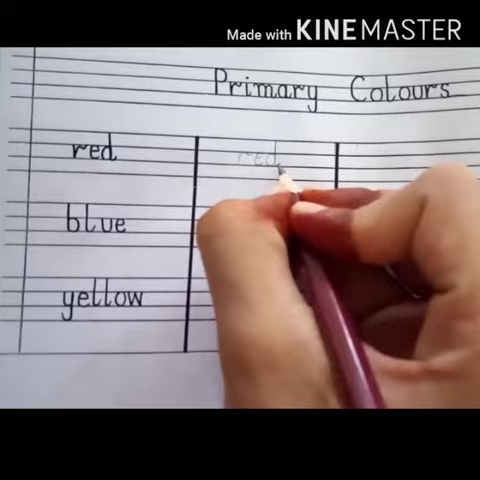 Made with KINEMASTER
Primary Colours
red red
blue
yellow